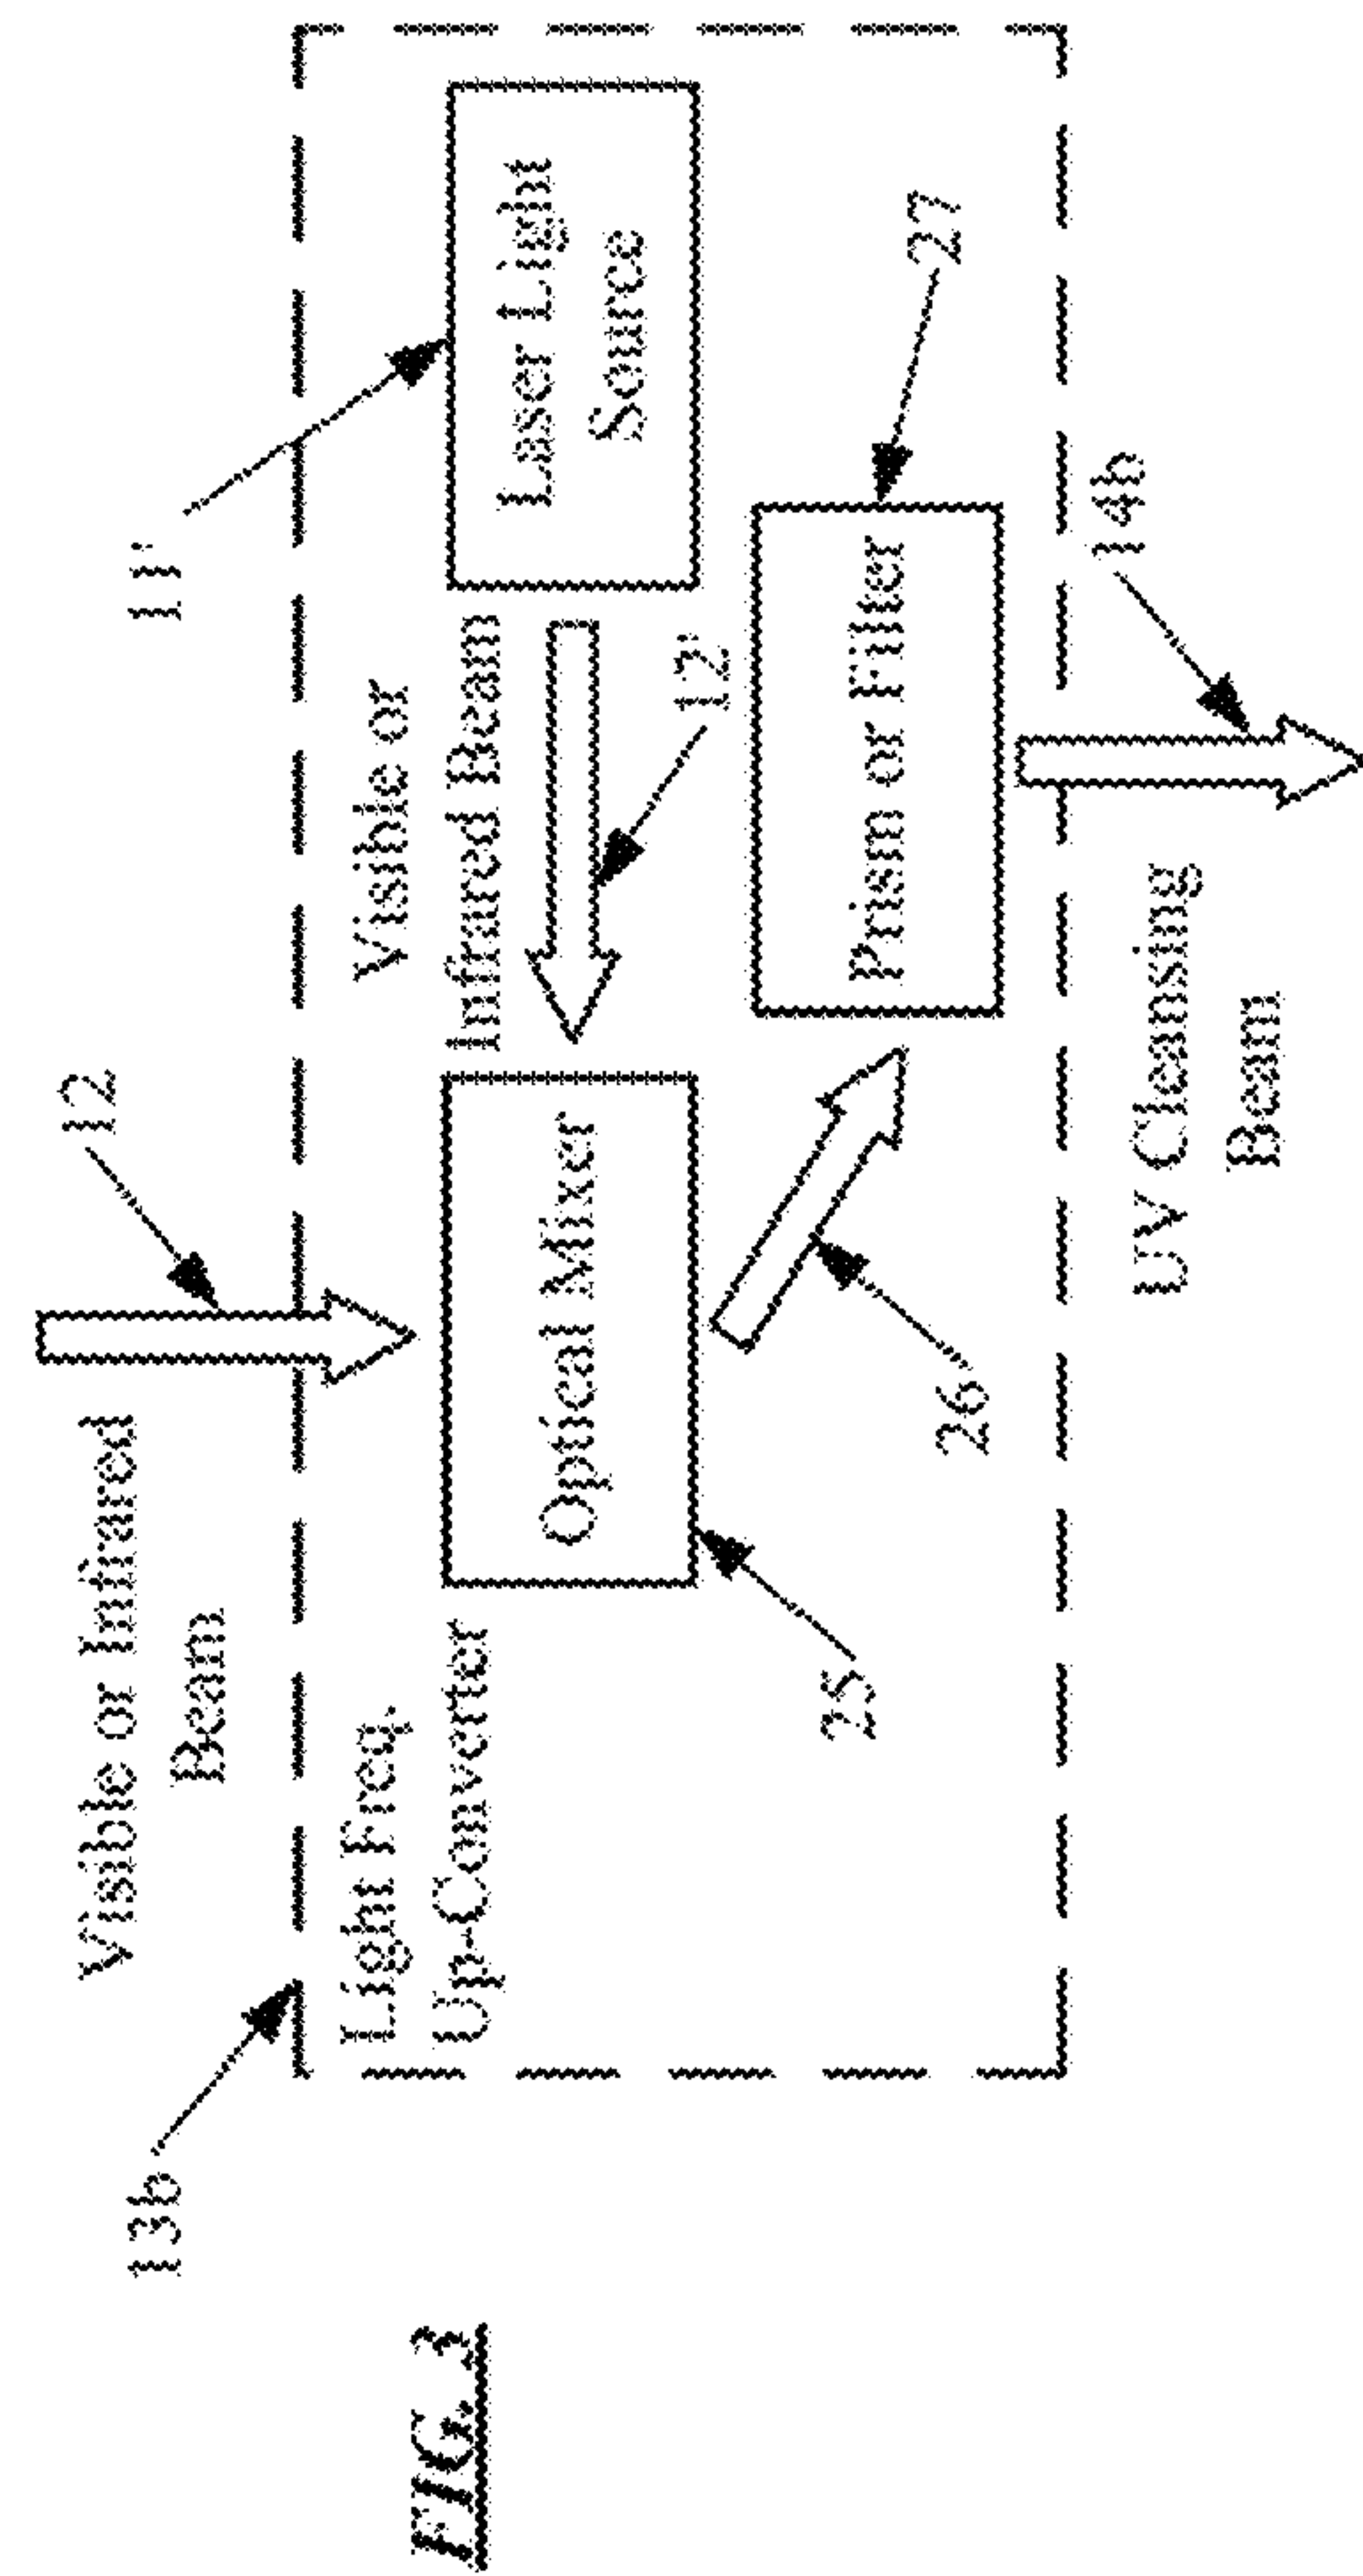 FIG. 3
13b
Visible or Infrared
Beam
12
11'
Light Freq.
Up-Converter
Visible or
Infrared Beam
Optical Mixer
Laser Light
Source
12'
25
26
Prism or Filter
27
UV Cleansing
Beam
14b